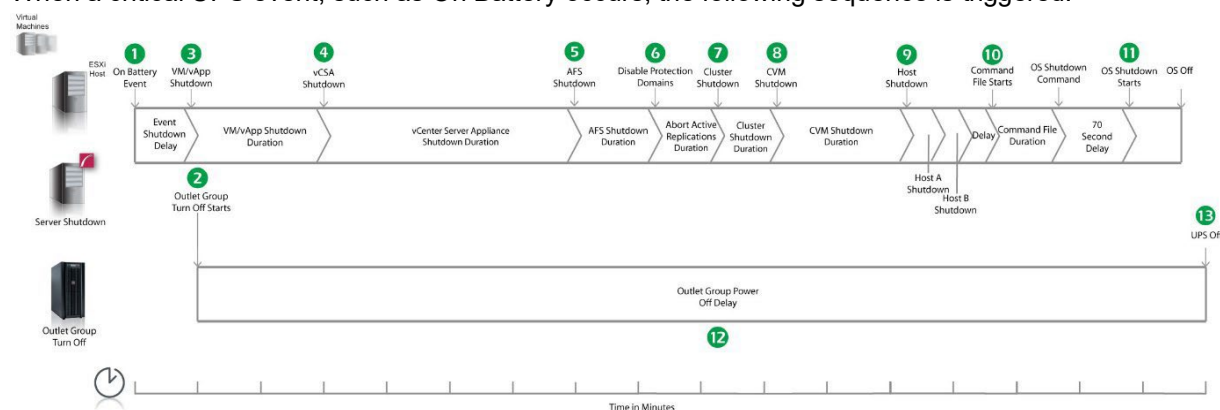 When a critical UPS event, such as On Battery occurs, the following sequence is triggered:
Virtual
Machines
ESXi
Host
1
On Battery
Event
3
VM/vApp
Shutdown
4
vCSA
Shutdown
5
AFS
Shutdown
6
Disable Protection
Domains
7
Cluster
Shutdown
8
CVM
Shutdown
9
Host
Shutdown
10
Command
File Starts
OS Shutdown
Command
11
OS Shutdown
Starts
OS Off
Event
Shutdown
Delay
VM/vApp Shutdown
Duration
vCenter Server Appliance
Shutdown Duration
AFS Shutdown
Duration
Abort Active
Replications
Duration
Cluster
Shutdown
Duration
CVM Shutdown
Duration
Delay
Command File
Duration
70
Second
Delay
Host A
Shutdown
Host B
Shutdown
Server Shutdown
2
Outlet Group
Turn Off Starts
13
UPS Of
Outlet Group Power
Off Delay
12
Outlet Group
Turn Off
Time in Minutes